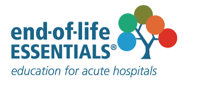 end-of-life
ESSENTIALS®
education for acute hospitals